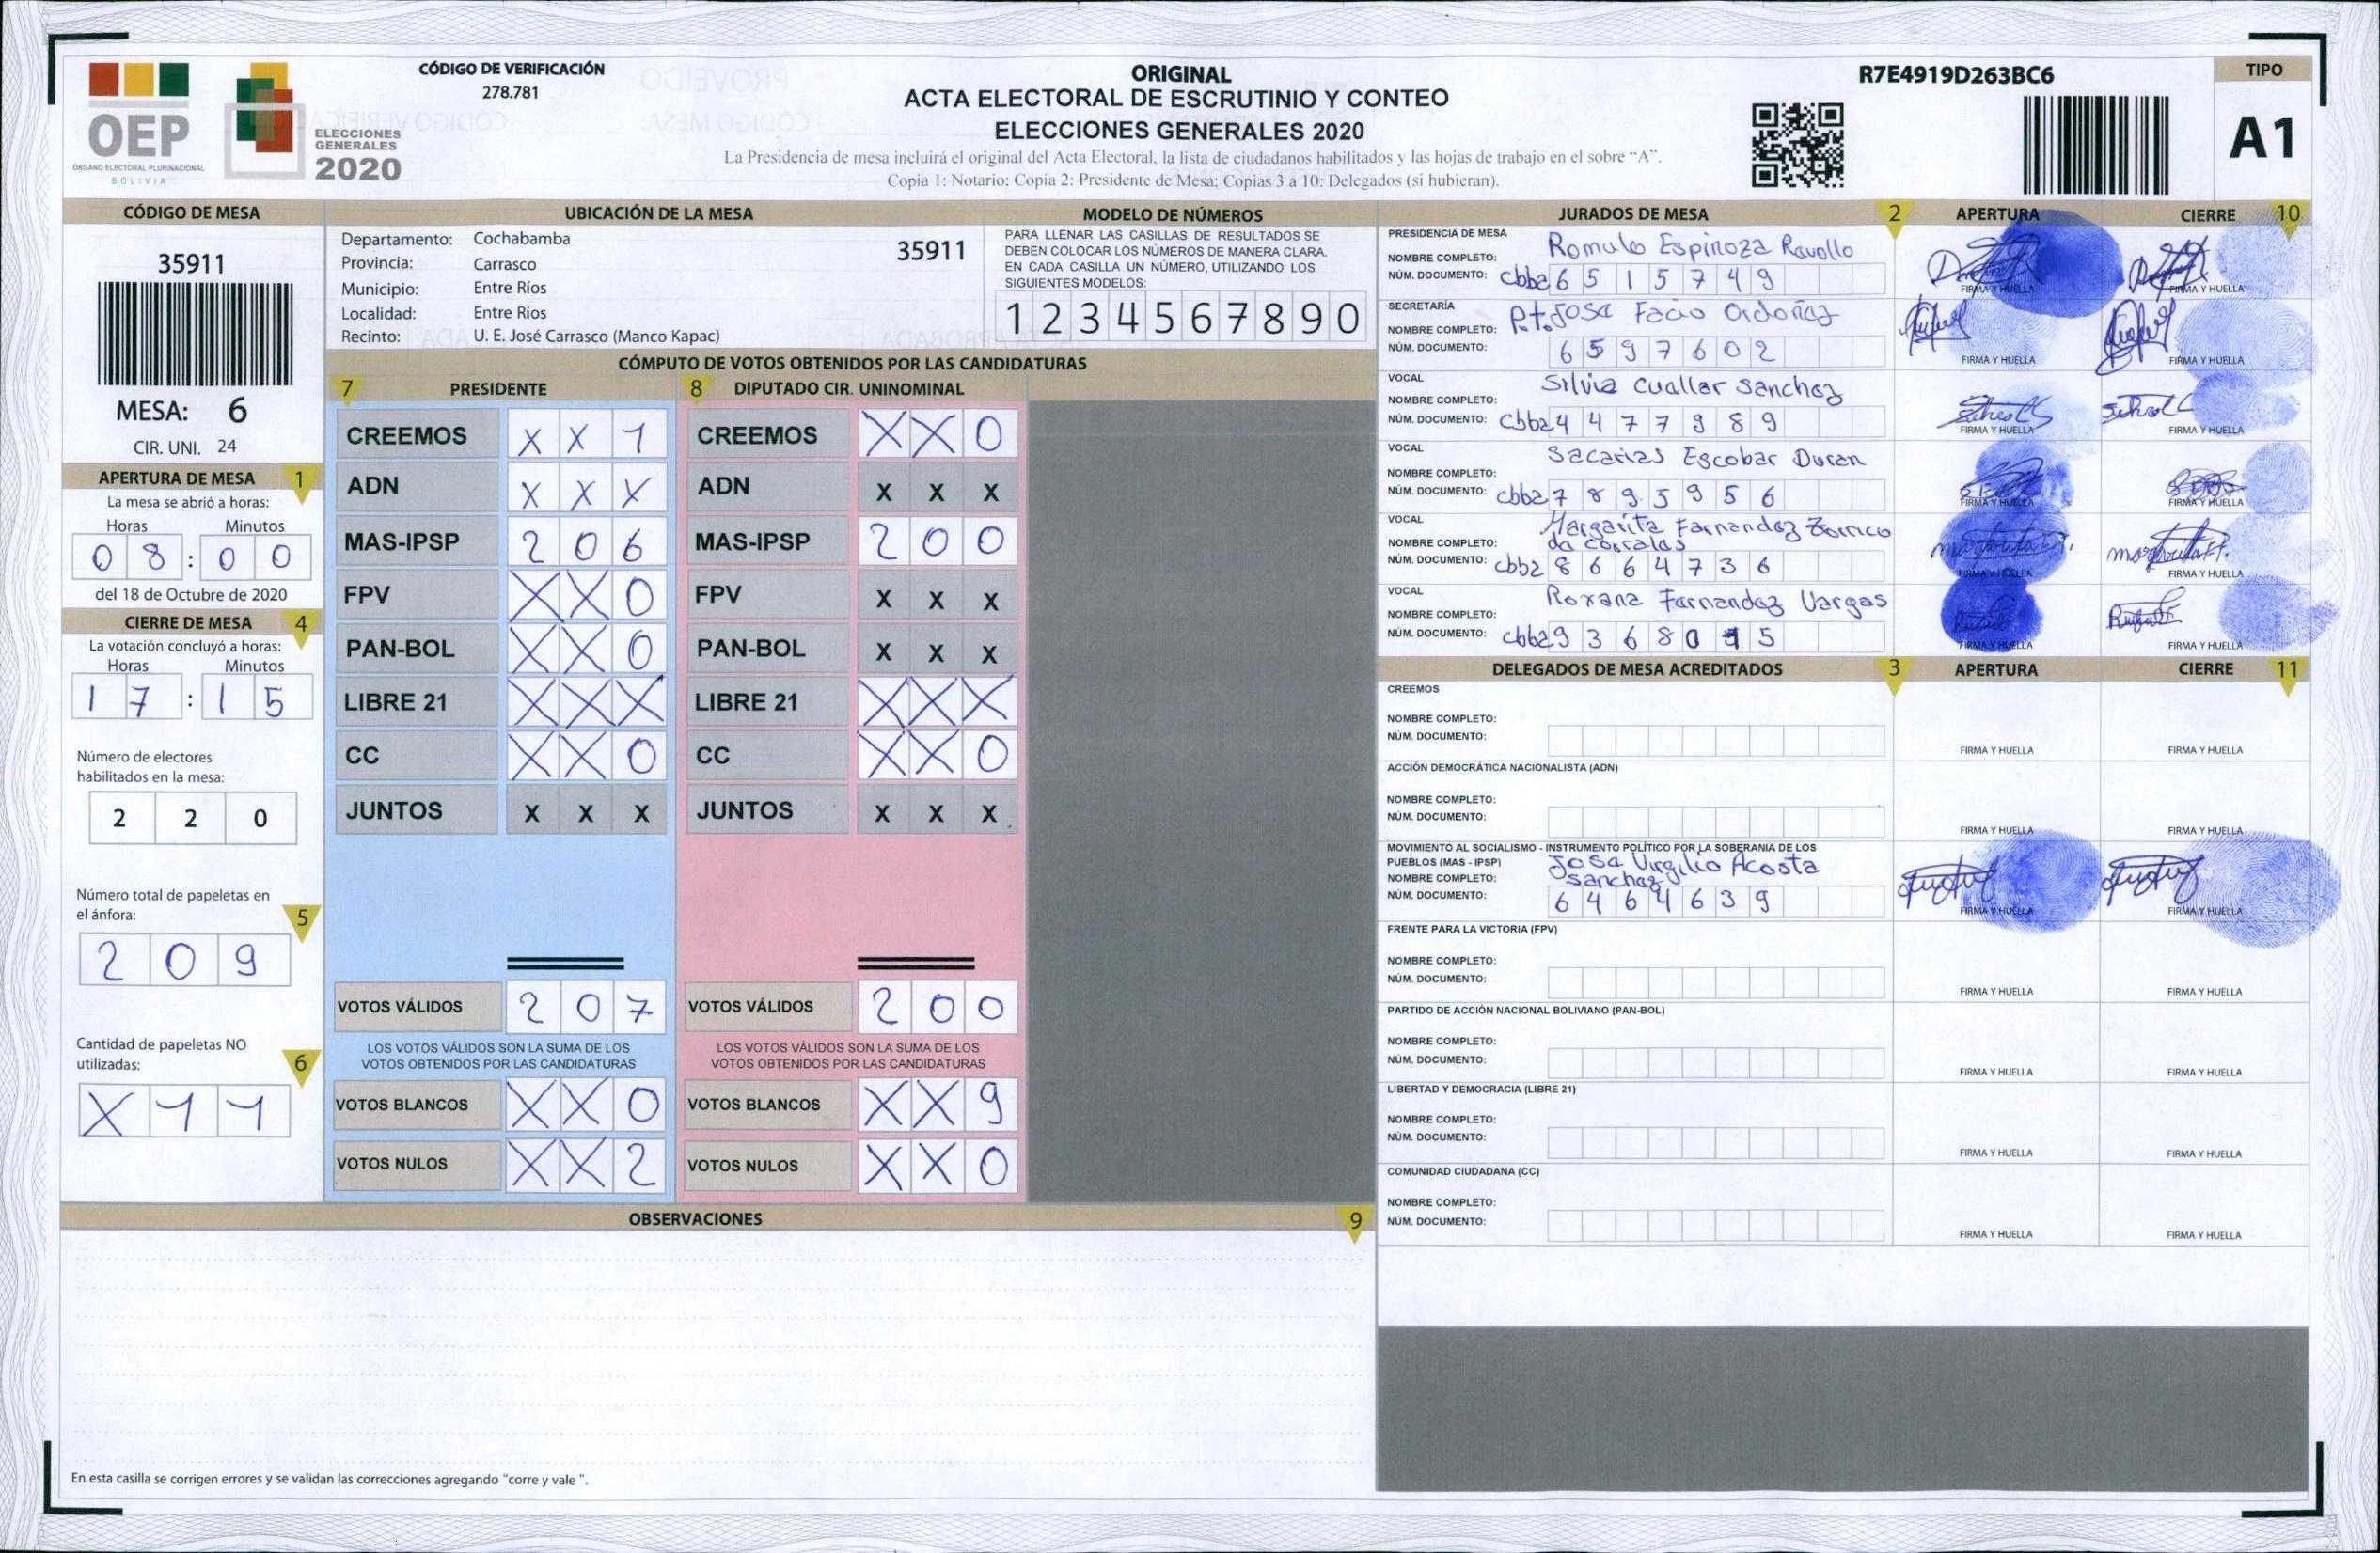 CÓDIGO DE VERIFICACIÓN
278.781
OEP
ÓRGANO ELECTORAL PLURINACIONAL
BOLIVIA
ELECCIONES
GENERALES
2020
ORIGINAL
ACTA ELECTORAL DE ESCRUTINIO Y CONTEO
ELECCIONES GENERALES 2020
La Presidencia de mesa incluirá el original del Acta Electoral, la lista de ciudadanos habilitados y las hojas de trabajo en el sobre "A".
Copia 1: Notario; Copia 2: Presidente de Mesa; Copias 3 a 10: Delegados (si hubieran).
R7E4919D263BC6
TIPO
A1
CÓDIGO DE MESA
35911
MESA: 6
CIR. UNI. 24
UBICACIÓN DE LA MESA
Departamento: Cochabamba
35911
Provincia: Carrasco
Municipio: Entre Ríos
Localidad: Entre Rios
Recinto: U. E. José Carrasco (Manco Kapac)
MODELO DE NÚMEROS
PARA LLENAR LAS CASILLAS DE RESULTADOS SE
DEBEN COLOCAR LOS NÚMEROS DE MANERA CLARA.
EN CADA CASILLA UN NÚMERO, UTILIZANDO LOS
SIGUIENTES MODELOS:
1 2 3 4 5 6 7 8 9 0
APERTURA DE MESA 1
La mesa se abrió a horas:
Horas Minutos
0 8 : 0 0
del 18 de Octubre de 2020
CIERRE DE MESA 4
La votación concluyó a horas:
Horas Minutos
1 7 : 1 5
Número de electores
habilitados en la mesa:
2 2 0
Número total de papeletas en
el ánfora: 5
2 0 9
Cantidad de papeletas NO
utilizadas: 6
X 1 1
CÓMPUTO DE VOTOS OBTENIDOS POR LAS CANDIDATURAS
7 PRESIDENTE
CREEMOS X X 1
ADN X X X
MAS-IPSP 2 0 6
FPV X X 0
PAN-BOL X X 0
LIBRE 21 X X X
CC X X 0
JUNTOS X X X
VOTOS VÁLIDOS 2 0 7
LOS VOTOS VÁLIDOS SON LA SUMA DE LOS
VOTOS OBTENIDOS POR LAS CANDIDATURAS
VOTOS BLANCOS X X 0
VOTOS NULOS X X 2
8 DIPUTADO CIR. UNINOMINAL
CREEMOS X X 0
ADN X X X
MAS-IPSP 2 0 0
FPV X X X
PAN-BOL X X X
LIBRE 21 X X X
CC X X 0
JUNTOS X X X
VOTOS VÁLIDOS 2 0 0
LOS VOTOS VÁLIDOS SON LA SUMA DE LOS
VOTOS OBTENIDOS POR LAS CANDIDATURAS
VOTOS BLANCOS X X 9
VOTOS NULOS X X 0
OBSERVACIONES 9
En esta casilla se corrigen errores y se validan las correcciones agregando "corre y vale ".
JURADOS DE MESA 2 APERTURA CIERRE 10
PRESIDENCIA DE MESA
NOMBRE COMPLETO: Romulo Espinoza Ravollo
NÚM. DOCUMENTO: cbba 6 5 1 5 7 4 9
FIRMA Y HUELLA FIRMA Y HUELLA
SECRETARÍA
NOMBRE COMPLETO: P.t. Jose Facio Ordoñez
NÚM. DOCUMENTO: 6 5 9 7 6 0 2
FIRMA Y HUELLA FIRMA Y HUELLA
VOCAL
NOMBRE COMPLETO: Silvia Cuellar Sanchez
NÚM. DOCUMENTO: cbba 4 4 7 7 9 8 9
FIRMA Y HUELLA FIRMA Y HUELLA
VOCAL
NOMBRE COMPLETO: Sacarias Escobar Duran
NÚM. DOCUMENTO: cbba 7 8 9 5 9 5 6
FIRMA Y HUELLA FIRMA Y HUELLA
VOCAL
NOMBRE COMPLETO: Margarita Fernandez Zorrico
de Corrales
NÚM. DOCUMENTO: cbba 8 6 6 4 7 3 6
FIRMA Y HUELLA FIRMA Y HUELLA
VOCAL
NOMBRE COMPLETO: Roxana Fernandez Vargas
NÚM. DOCUMENTO: cbba 9 3 6 8 0 1 5
FIRMA Y HUELLA FIRMA Y HUELLA
DELEGADOS DE MESA ACREDITADOS 3 APERTURA CIERRE 11
CREEMOS
NOMBRE COMPLETO:
NÚM. DOCUMENTO:
FIRMA Y HUELLA FIRMA Y HUELLA
ACCIÓN DEMOCRÁTICA NACIONALISTA (ADN)
NOMBRE COMPLETO:
NÚM. DOCUMENTO:
FIRMA Y HUELLA FIRMA Y HUELLA
MOVIMIENTO AL SOCIALISMO - INSTRUMENTO POLÍTICO POR LA SOBERANIA DE LOS
PUEBLOS (MAS - IPSP)
NOMBRE COMPLETO: Jose Virgilio Acosta
Sanchez
NÚM. DOCUMENTO: 6 4 6 4 6 3 9
FIRMA Y HUELLA FIRMA Y HUELLA
FRENTE PARA LA VICTORIA (FPV)
NOMBRE COMPLETO:
NÚM. DOCUMENTO:
FIRMA Y HUELLA FIRMA Y HUELLA
PARTIDO DE ACCIÓN NACIONAL BOLIVIANO (PAN-BOL)
NOMBRE COMPLETO:
NÚM. DOCUMENTO:
FIRMA Y HUELLA FIRMA Y HUELLA
LIBERTAD Y DEMOCRACIA (LIBRE 21)
NOMBRE COMPLETO:
NÚM. DOCUMENTO:
FIRMA Y HUELLA FIRMA Y HUELLA
COMUNIDAD CIUDADANA (CC)
NOMBRE COMPLETO:
NÚM. DOCUMENTO:
FIRMA Y HUELLA FIRMA Y HUELLA